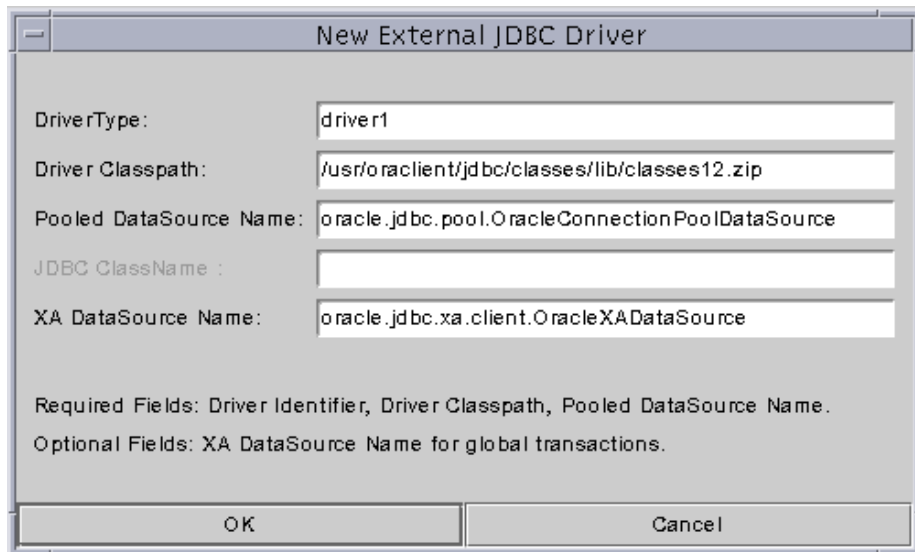 New External JDBC Driver
DriverType: driver1
Driver Classpath: /usr/oraclient/jdbc/classes/lib/classes12.zip
Pooled DataSource Name: oracle.jdbc.pool.OracleConnectionPoolDataSource
JDBC ClassName :
XA DataSource Name: oracle.jdbc.xa.client.OracleXADataSource
Required Fields: Driver Identifier, Driver Classpath, Pooled DataSource Name.
Optional Fields: XA DataSource Name for global transactions.
OK Cancel